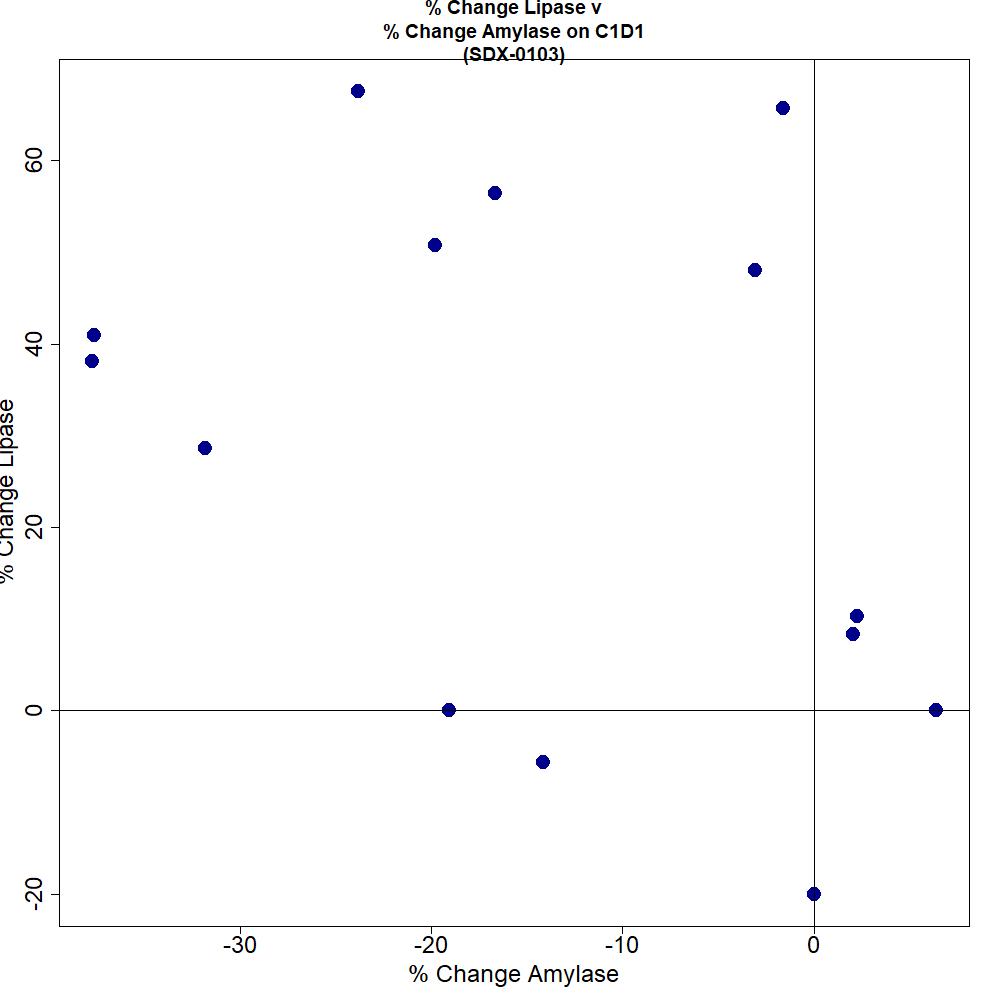 % Change Lipase v
% Change Amylase on C1D1
(SDX-0103)
% Change Lipase
60
40
20
0
-20
-30
-20
-10
0
% Change Amylase